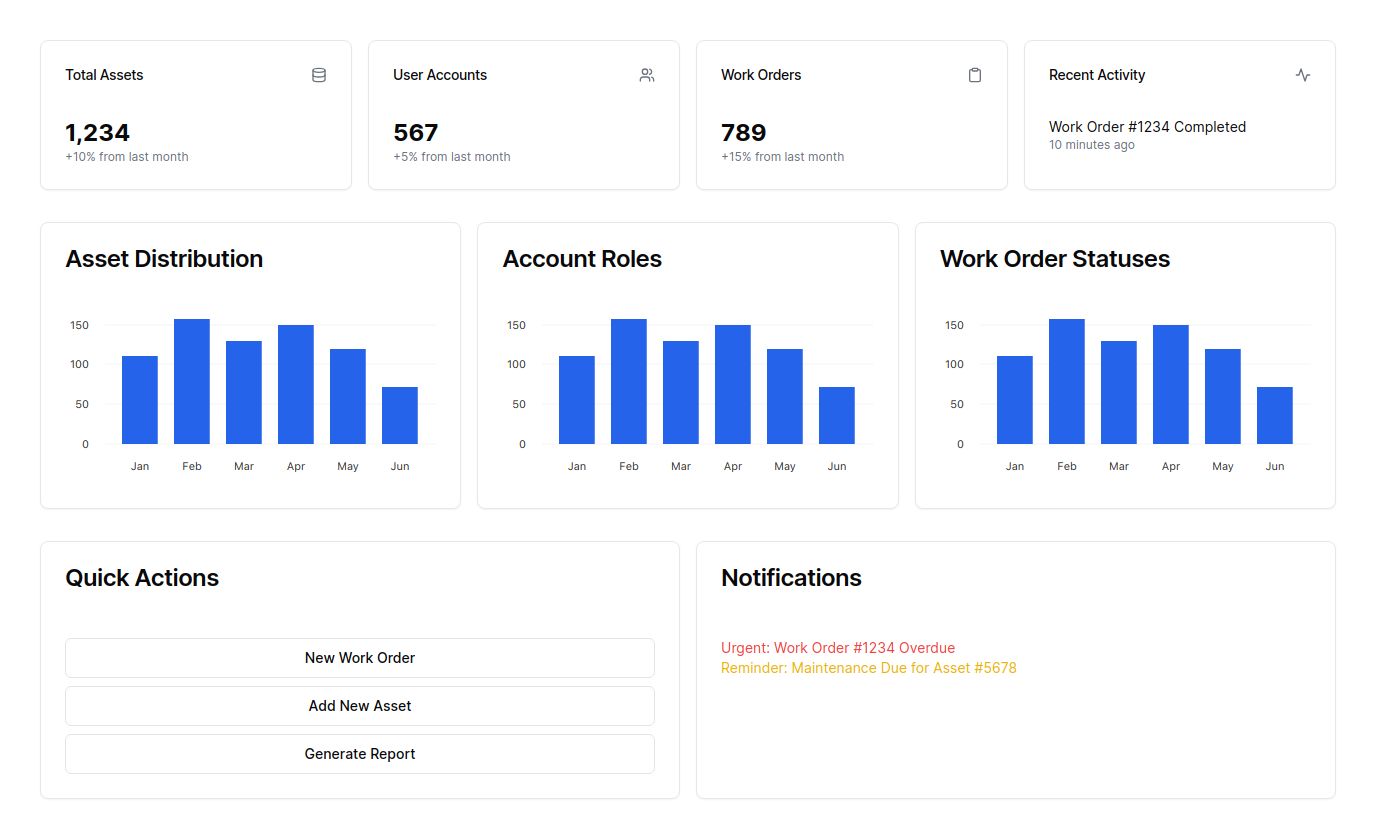 Total Assets
1,234
+10% from last month
User Accounts
567
+5% from last month
Work Orders
789
+15% from last month
Recent Activity
Work Order #1234 Completed
10 minutes ago
Asset Distribution
150
100
50
0
Jan Feb Mar Apr May Jun
Account Roles
150
100
50
0
Jan Feb Mar Apr May Jun
Work Order Statuses
150
100
50
0
Jan Feb Mar Apr May Jun
Quick Actions
New Work Order
Add New Asset
Generate Report
Notifications
Urgent: Work Order #1234 Overdue
Reminder: Maintenance Due for Asset #5678